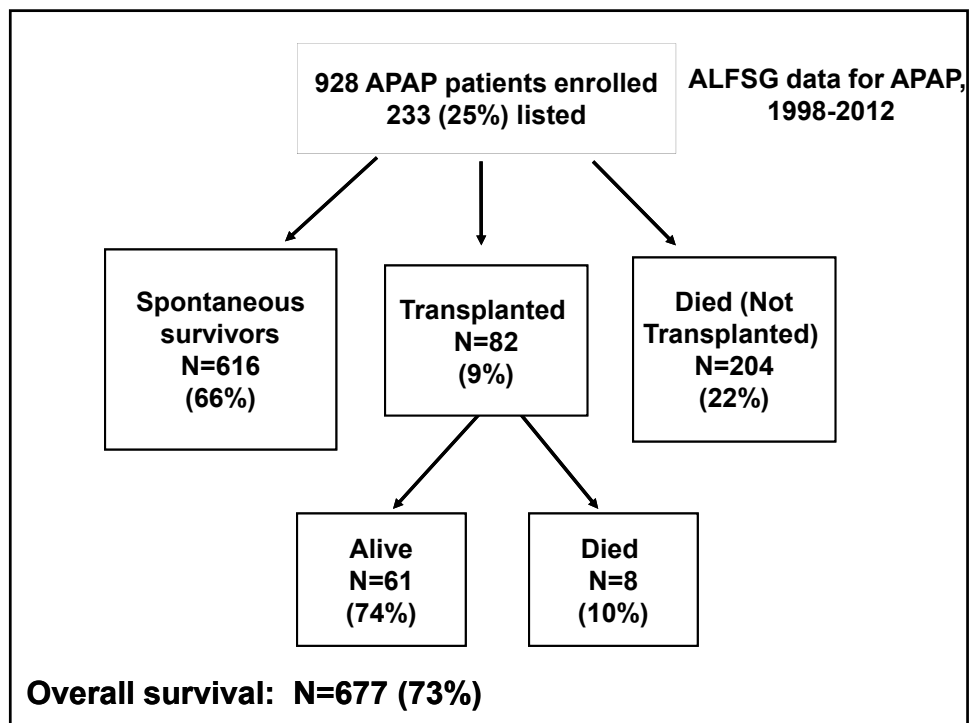 928 APAP patients enrolled
233 (25%) listed
ALFSG data for APAP,
1998-2012
Spontaneous
survivors
N=616
(66%)
Transplanted
N=82
(9%)
Died (Not
Transplanted)
N=204
(22%)
Alive
N=61
(74%)
Died
N=8
(10%)
Overall survival: N=677 (73%)